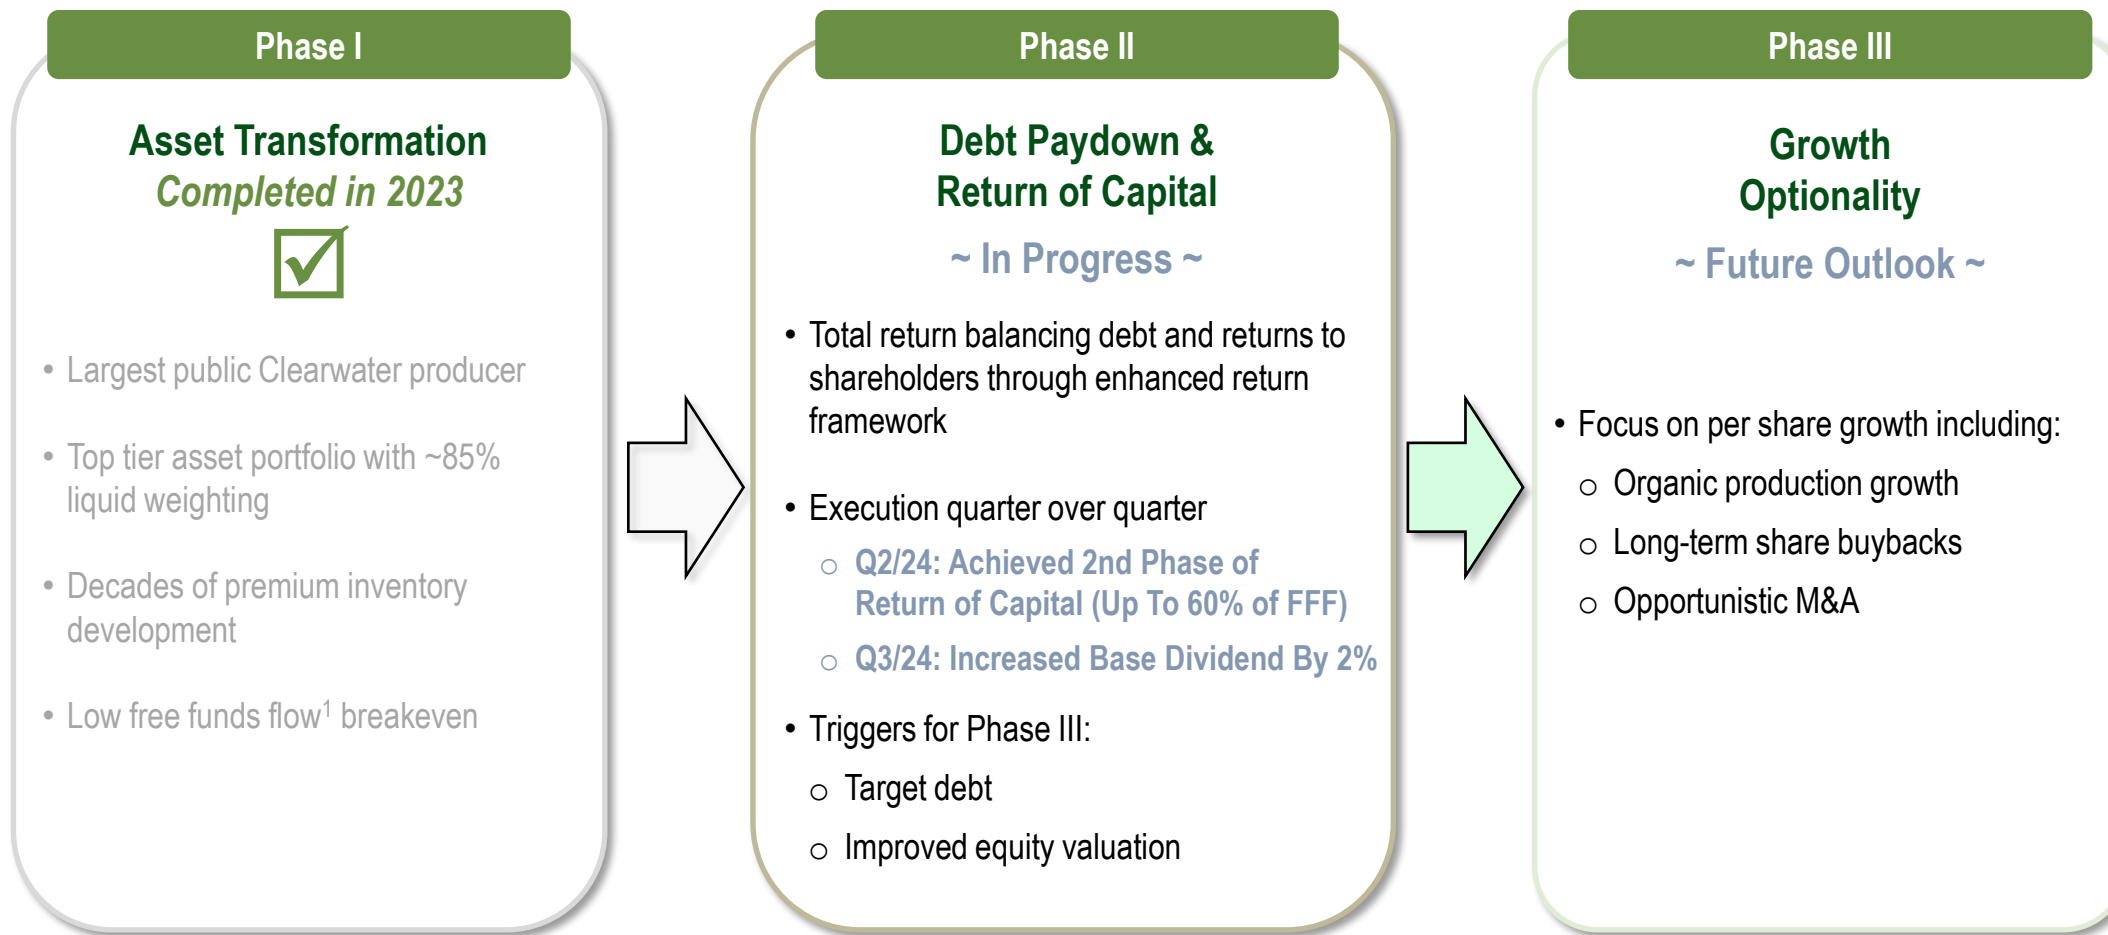 Phase I
Asset Transformation
Completed in 2023
• Largest public Clearwater producer
• Top tier asset portfolio with ~85%
liquid weighting
• Decades of premium inventory
development
• Low free funds flow¹ breakeven
Phase II
Debt Paydown &
Return of Capital
~ In Progress ~
• Total return balancing debt and returns to
shareholders through enhanced return
framework
• Execution quarter over quarter
o Q2/24: Achieved 2nd Phase of
Return of Capital (Up To 60% of FFF)
o Q3/24: Increased Base Dividend By 2%
• Triggers for Phase III:
o Target debt
o Improved equity valuation
Phase III
Growth
Optionality
~ Future Outlook ~
• Focus on per share growth including:
o Organic production growth
o Long-term share buybacks
o Opportunistic M&A